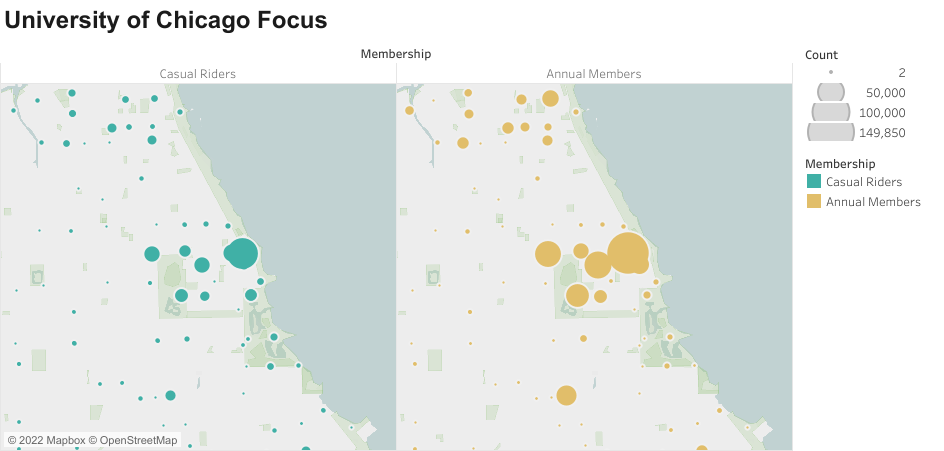 University of Chicago Focus
Membership
Casual Riders
Annual Members
Count
2
50,000
100,000
149,850
Membership
Casual Riders
Annual Members
© 2022 Mapbox © OpenStreetMap